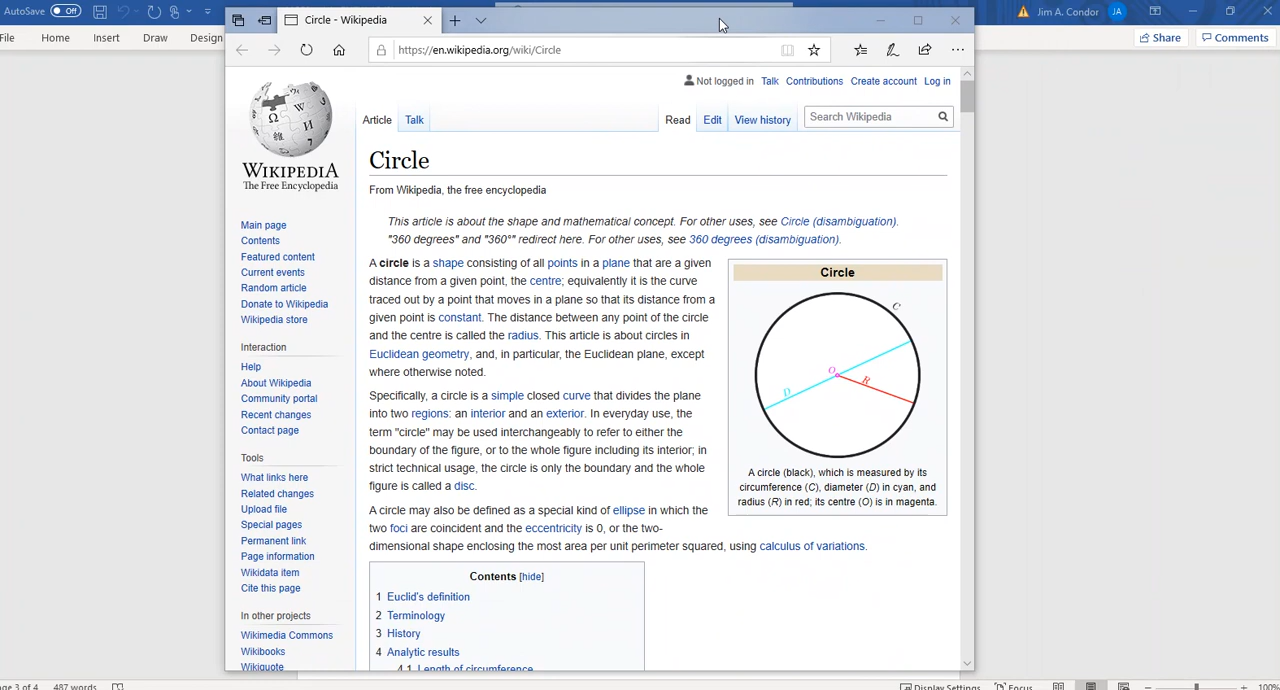 AutoSave Off
Jim A. Condor JA
File Home Insert Draw Design
Share Comments
Circle - Wikipedia
https://en.wikipedia.org/wiki/Circle
Not logged in Talk Contributions Create account Log in
Article Talk Read Edit View history Search Wikipedia
WIKIPEDIA
The Free Encyclopedia
Main page
Contents
Featured content
Current events
Random article
Donate to Wikipedia
Wikipedia store
Interaction
Help
About Wikipedia
Community portal
Recent changes
Contact page
Tools
What links here
Related changes
Upload file
Special pages
Permanent link
Page information
Wikidata item
Cite this page
In other projects
Wikimedia Commons
Wikibooks
Wikiquote
Circle
From Wikipedia, the free encyclopedia
This article is about the shape and mathematical concept. For other uses, see Circle (disambiguation).
"360 degrees" and "360°" redirect here. For other uses, see 360 degrees (disambiguation).
A circle is a shape consisting of all points in a plane that are a given
distance from a given point, the centre; equivalently it is the curve
traced out by a point that moves in a plane so that its distance from a
given point is constant. The distance between any point of the circle
and the centre is called the radius. This article is about circles in
Euclidean geometry, and, in particular, the Euclidean plane, except
where otherwise noted.
Specifically, a circle is a simple closed curve that divides the plane
into two regions: an interior and an exterior. In everyday use, the
term "circle" may be used interchangeably to refer to either the
boundary of the figure, or to the whole figure including its interior; in
strict technical usage, the circle is only the boundary and the whole
figure is called a disc.
A circle may also be defined as a special kind of ellipse in which the
two foci are coincident and the eccentricity is 0, or the two-
dimensional shape enclosing the most area per unit perimeter squared, using calculus of variations.
Circle
C
O
R
D
A circle (black), which is measured by its
circumference (C), diameter (D) in cyan, and
radius (R) in red; its centre (O) is in magenta.
Contents [hide]
1 Euclid's definition
2 Terminology
3 History
4 Analytic results
4.1 Length of circumference
age 3 of 4 487 words
Display Settings Focus 100%